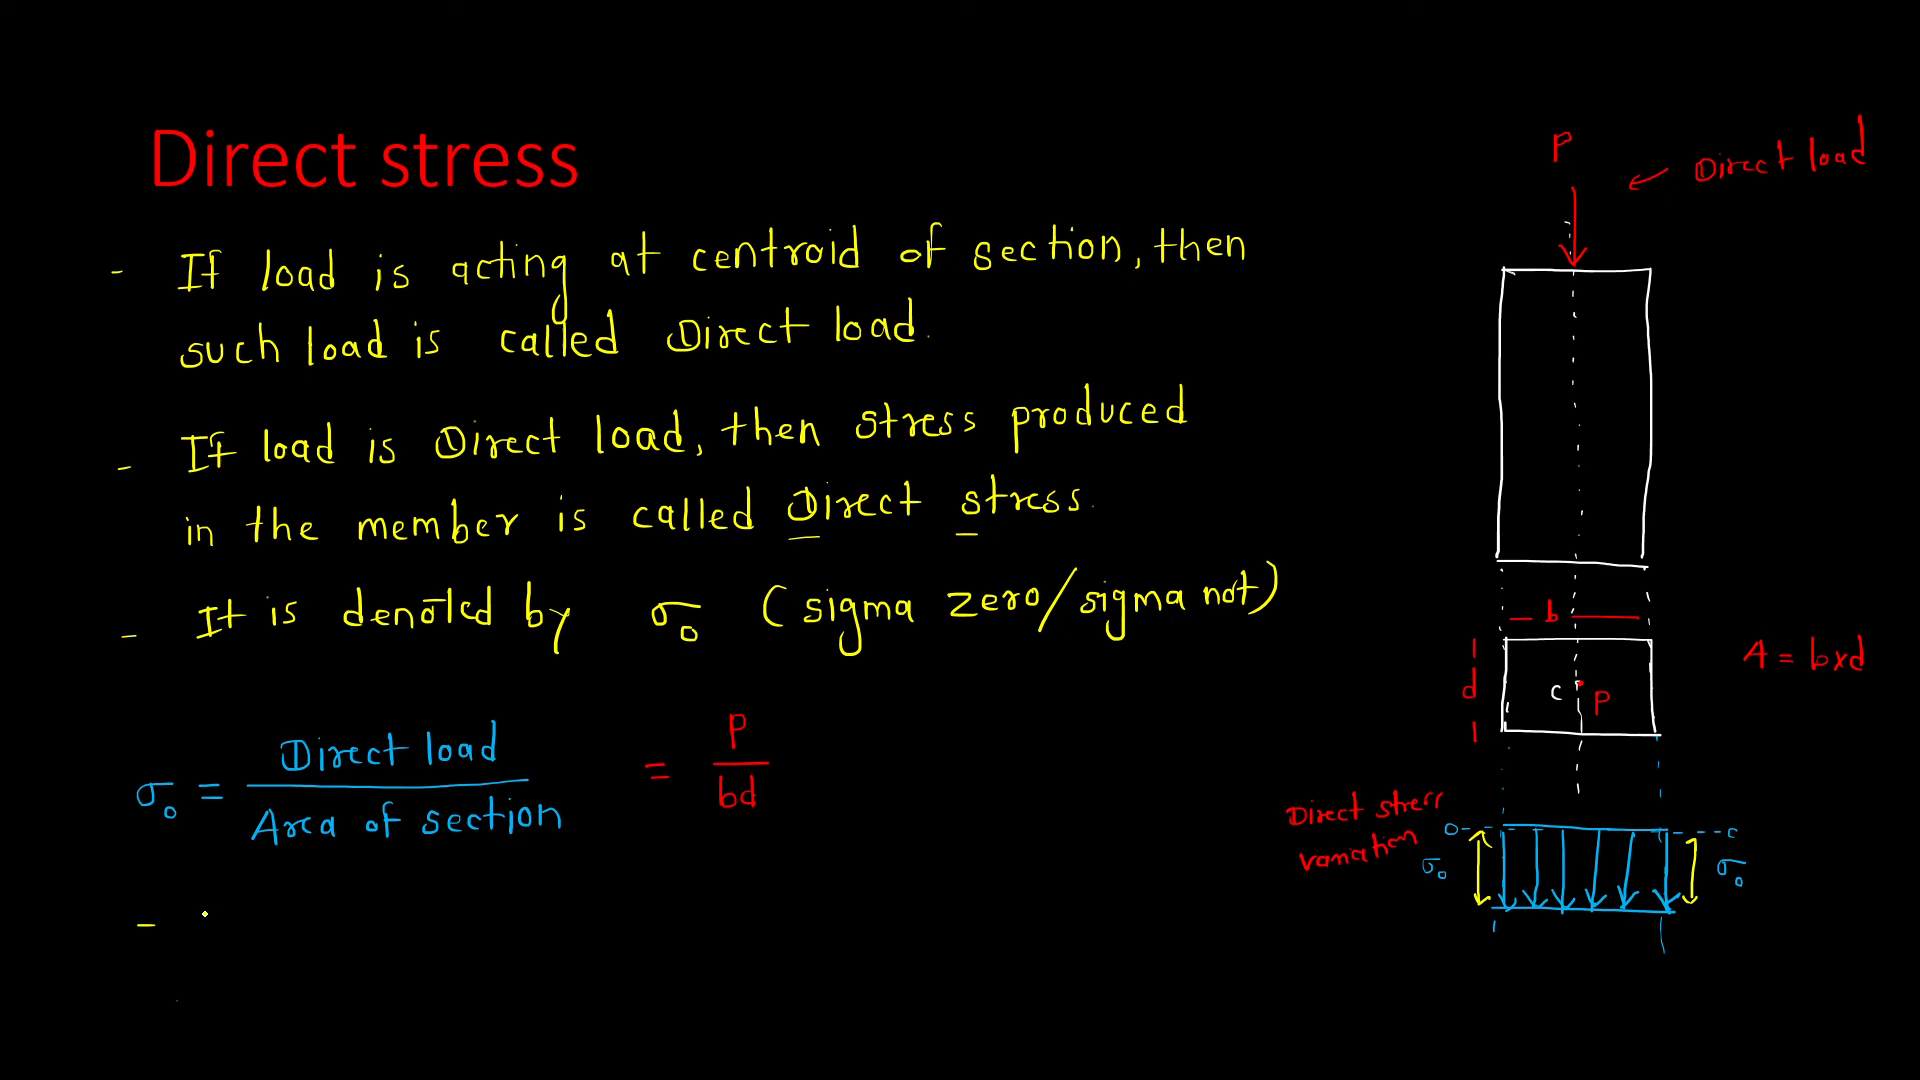 Direct stress
- If load is acting at centroid of section, then
such load is called Direct load.
- If load is Direct load, then stress produced
in the member is called Direct stress.
- It is denoted by σ₀ (sigma zero/sigma not)
σ₀ = Direct load / Area of section = P / bd
-
P
Direct load
b
d
C
P
A = b×d
Direct stress
variation
0
0
σ₀
σ₀